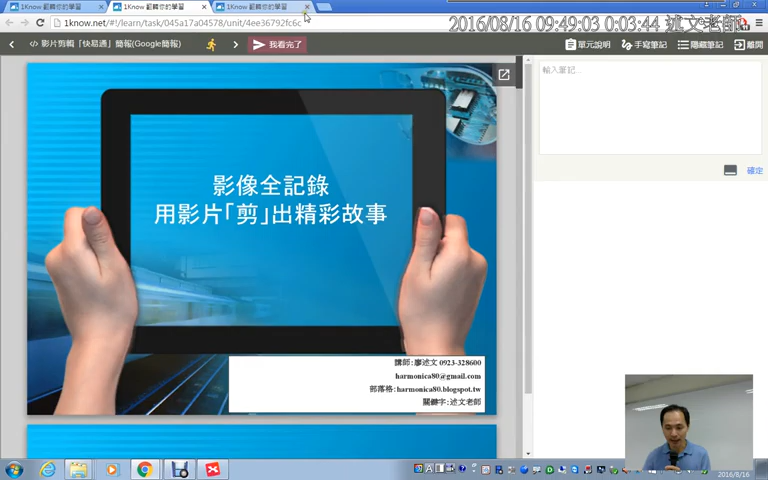 1Know 翻轉你的學習
1Know 翻轉你的學習
1Know 翻轉你的學習
1know.net/#!/learn/task/045a17a04578/unit/4ee36792fc6c
2016/08/16 09:49:03 0:03:44 述文老師
</> 影片剪輯「快易通」簡報(Google簡報)
我看完了
單元說明
手寫筆記
隱藏筆記
離開
輸入筆記...
確定
影像全記錄
用影片「剪」出精彩故事
講師:廖述文 0923-328600
harmonica80@gmail.com
部落格:harmonica80.blogspot.tw
關鍵字:述文老師
2016/8/16